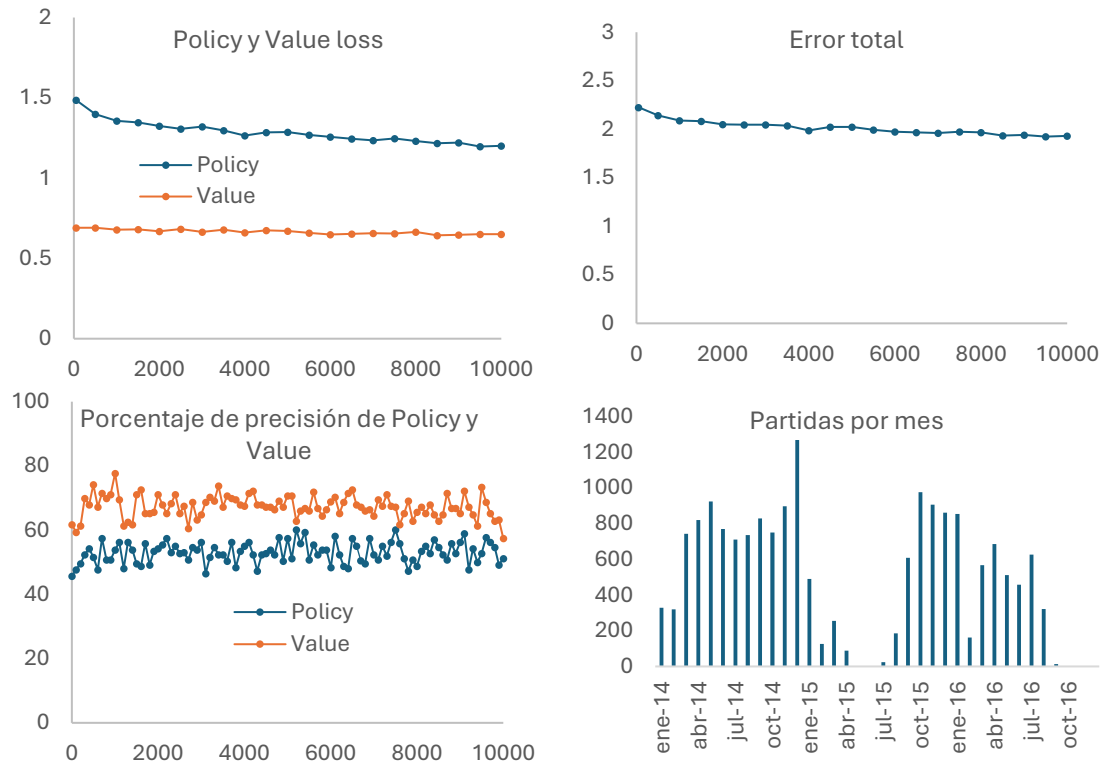 Policy y Value loss
2
1.5
1
0.5
0
Policy
Value
0 2000 4000 6000 8000 10000
Error total
3
2.5
2
1.5
1
0.5
0
0 2000 4000 6000 8000 10000
Porcentaje de precisión de Policy y
Value
100
80
60
40
20
0
Policy
Value
0 2000 4000 6000 8000 10000
Partidas por mes
1400
1200
1000
800
600
400
200
0
ene-14
abr-14
jul-14
oct-14
ene-15
abr-15
jul-15
oct-15
ene-16
abr-16
jul-16
oct-16